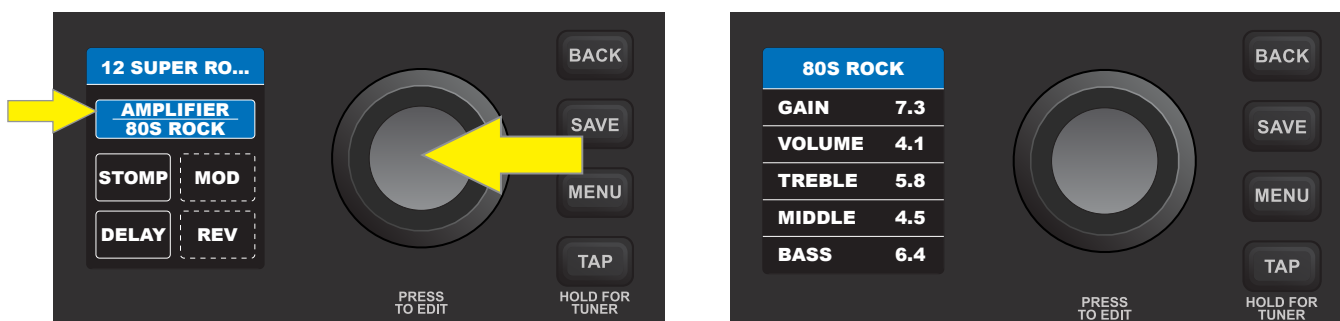 12 SUPER RO...
AMPLIFIER
80S ROCK
STOMP MOD
DELAY REV
BACK
SAVE
MENU
TAP
PRESS
TO EDIT
HOLD FOR
TUNER
80S ROCK
GAIN 7.3
VOLUME 4.1
TREBLE 5.8
MIDDLE 4.5
BASS 6.4
BACK
SAVE
MENU
TAP
PRESS
TO EDIT
HOLD FOR
TUNER